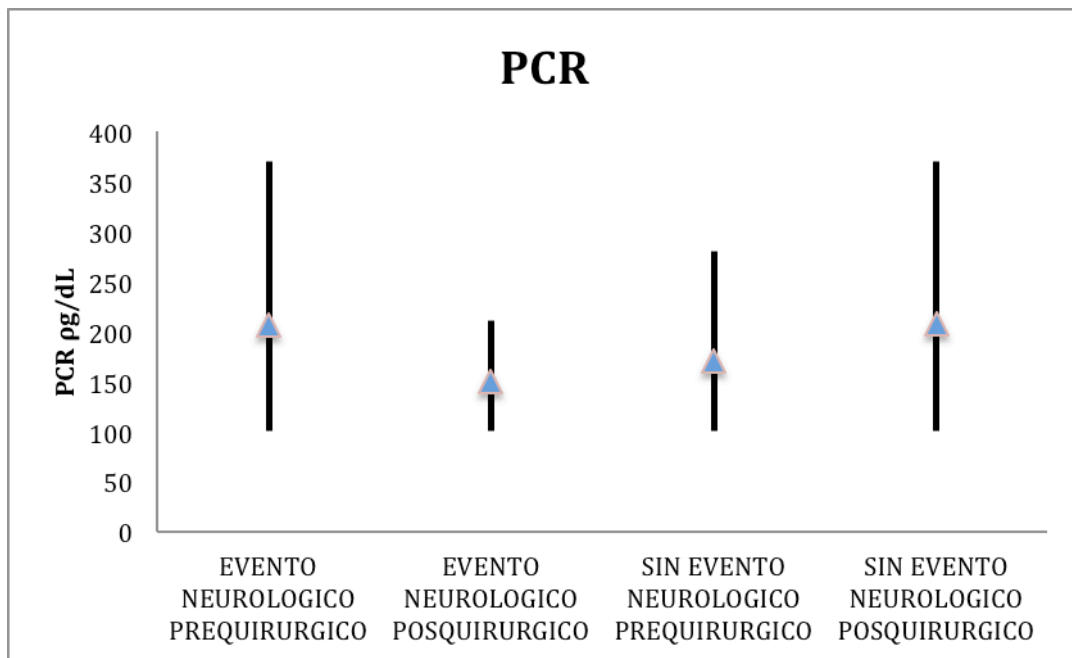 PCR
400
350
300
250
200
150
100
50
0
PCR ρg/dL
EVENTO
NEUROLOGICO
PREQUIRURGICO
EVENTO
NEUROLOGICO
POSQUIRURGICO
SIN EVENTO
NEUROLOGICO
PREQUIRURGICO
SIN EVENTO
NEUROLOGICO
POSQUIRURGICO